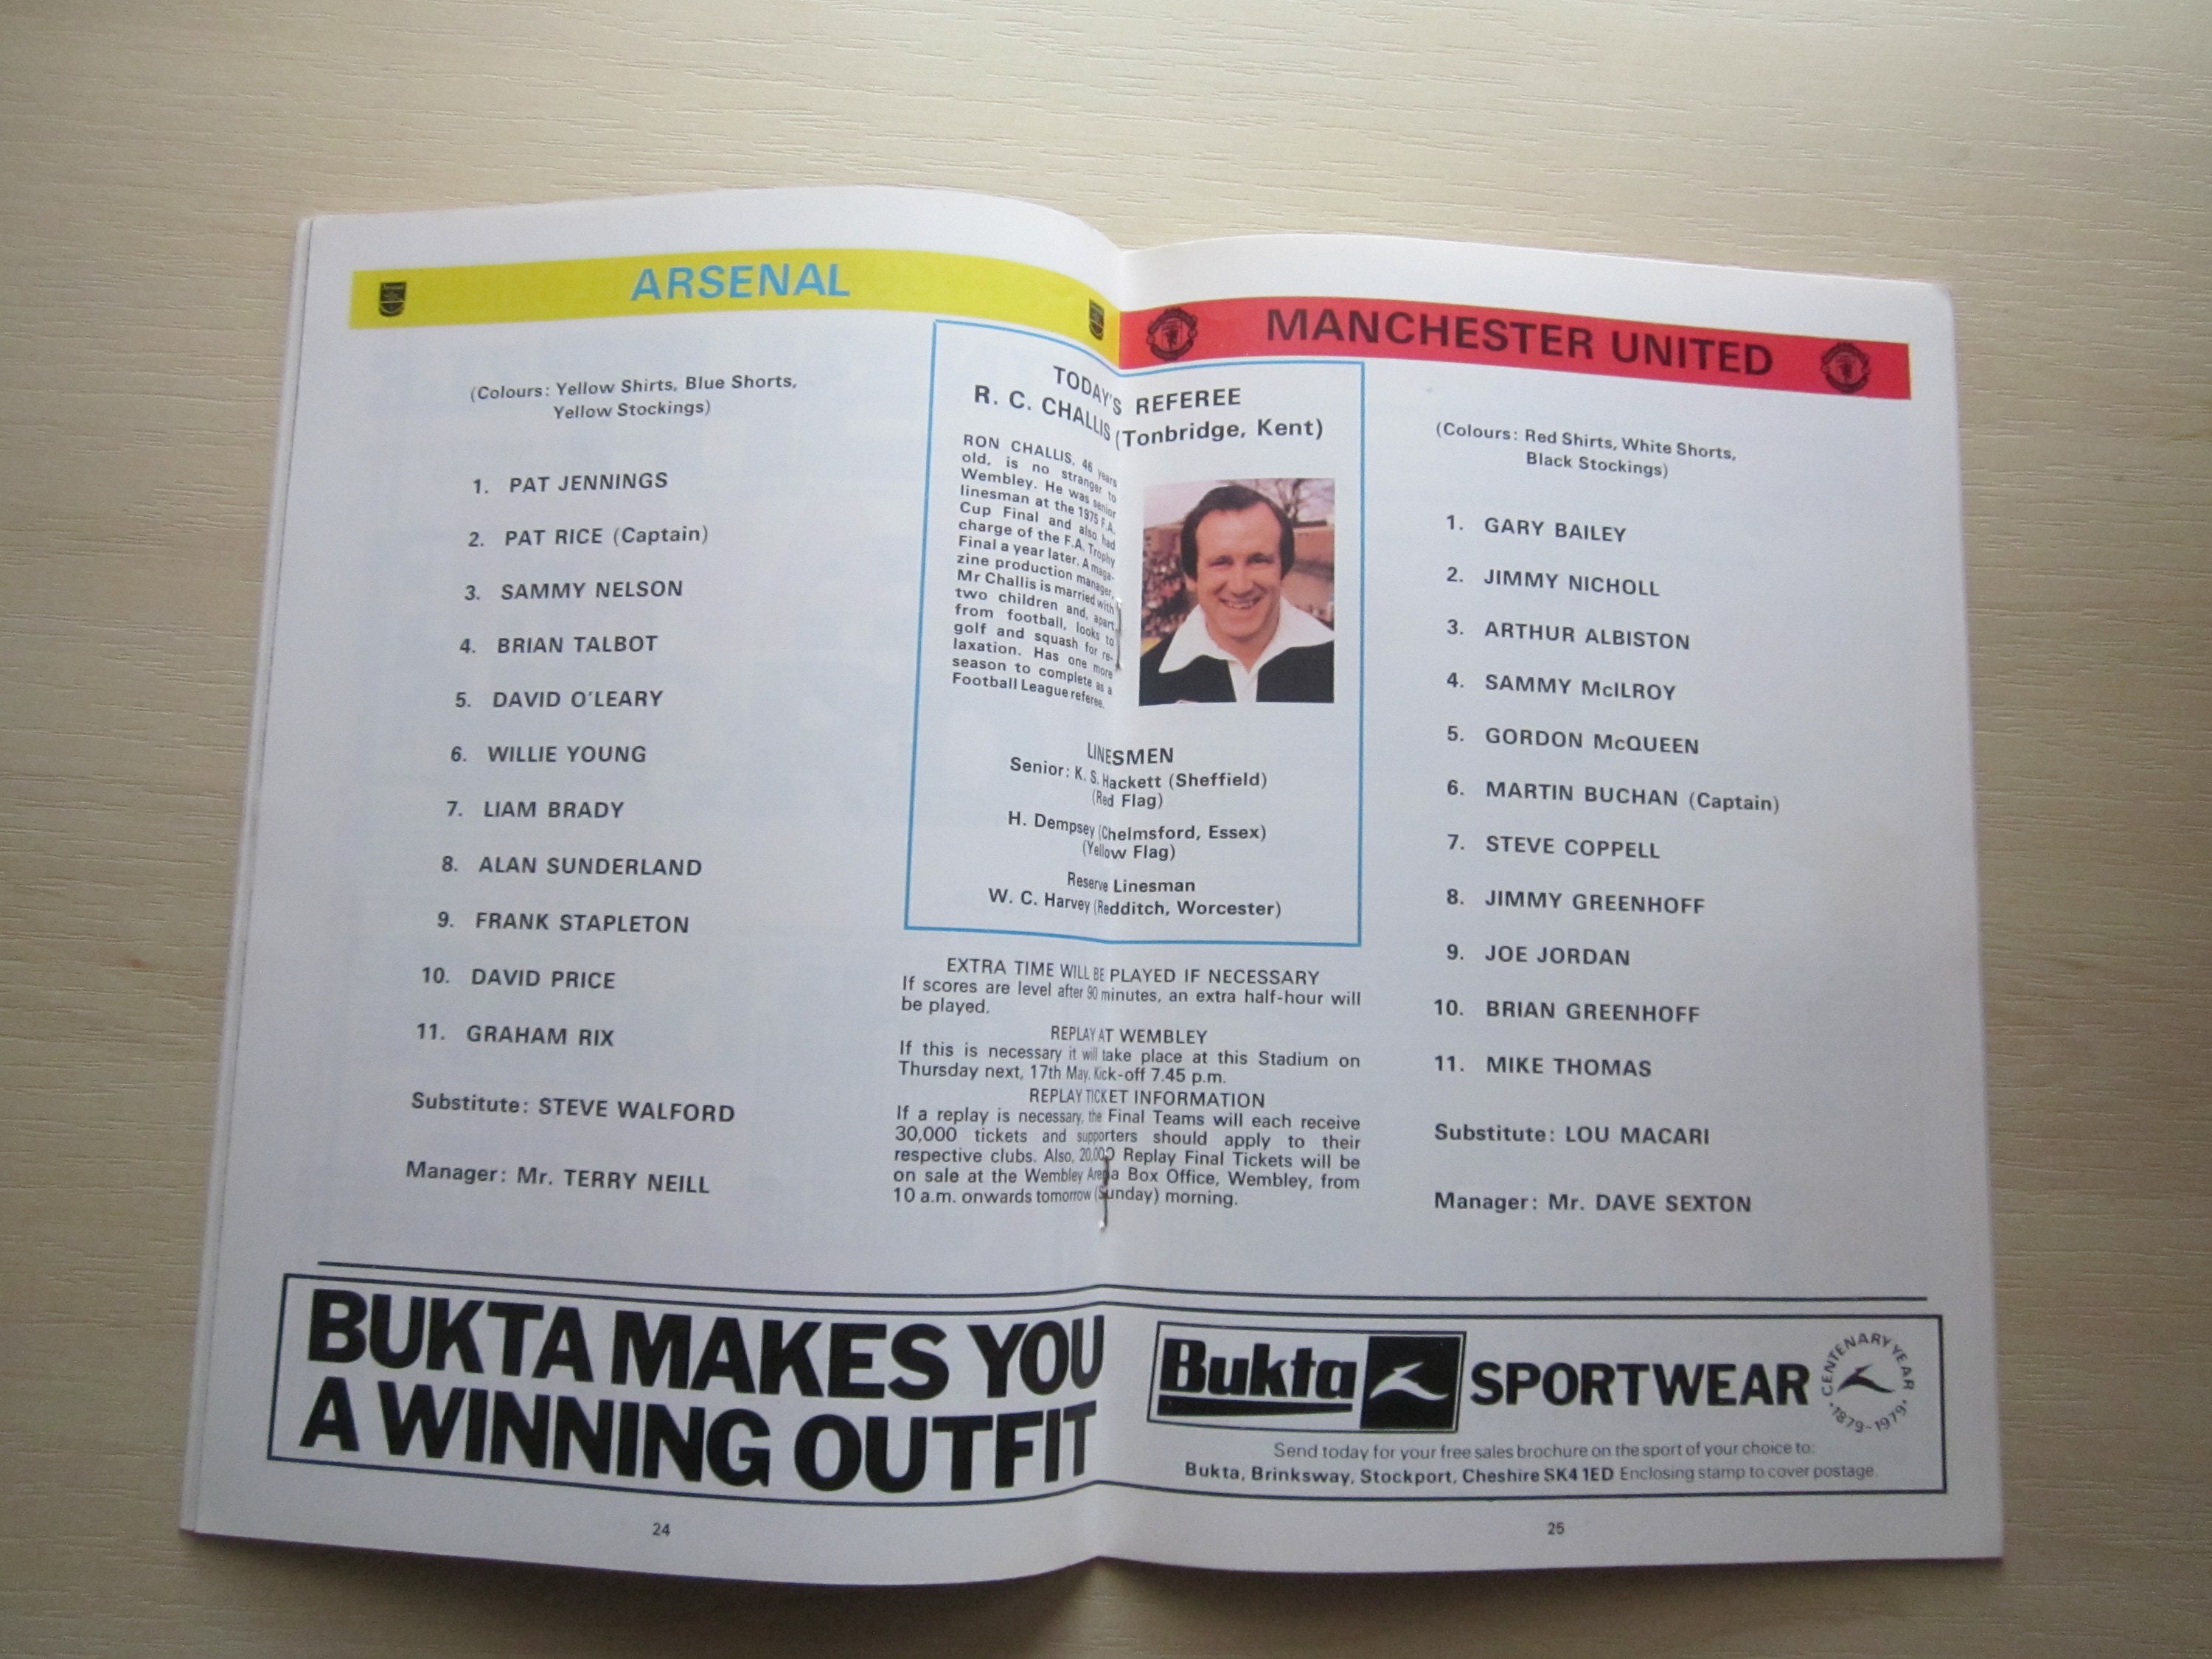 ARSENAL
(Colours: Yellow Shirts, Blue Shorts,
Yellow Stockings)
1. PAT JENNINGS
2. PAT RICE (Captain)
3. SAMMY NELSON
4. BRIAN TALBOT
5. DAVID O'LEARY
6. WILLIE YOUNG
7. LIAM BRADY
8. ALAN SUNDERLAND
9. FRANK STAPLETON
10. DAVID PRICE
11. GRAHAM RIX
Substitute: STEVE WALFORD
Manager: Mr. TERRY NEILL
TODAY'S REFEREE
R. C. CHALLIS (Tonbridge, Kent)
RON CHALLIS, 46 years
old, is no stranger to
Wembley. He was senior
linesman at the 1975 F.A.
Cup Final and also had
charge of the F.A. Trophy
Final a year later. A maga-
zine production manager,
Mr Challis is married with
two children and, apart
from football, looks to
golf and squash for re-
laxation. Has one more
season to complete as a
Football League referee.
LINESMEN
Senior: K. S. Hackett (Sheffield)
(Red Flag)
H. Dempsey (Chelmsford, Essex)
(Yellow Flag)
Reserve Linesman
W. C. Harvey (Redditch, Worcester)
EXTRA TIME WILL BE PLAYED IF NECESSARY
If scores are level after 90 minutes, an extra half-hour will
be played.
REPLAY AT WEMBLEY
If this is necessary it will take place at this Stadium on
Thursday next, 17th May. Kick-off 7.45 p.m.
REPLAY TICKET INFORMATION
If a replay is necessary, the Final Teams will each receive
30,000 tickets and supporters should apply to their
respective clubs. Also, 20,000 Replay Final Tickets will be
on sale at the Wembley Arena Box Office, Wembley, from
10 a.m. onwards tomorrow (Sunday) morning.
MANCHESTER UNITED
(Colours: Red Shirts, White Shorts,
Black Stockings)
1. GARY BAILEY
2. JIMMY NICHOLL
3. ARTHUR ALBISTON
4. SAMMY McILROY
5. GORDON McQUEEN
6. MARTIN BUCHAN (Captain)
7. STEVE COPPELL
8. JIMMY GREENHOFF
9. JOE JORDAN
10. BRIAN GREENHOFF
11. MIKE THOMAS
Substitute: LOU MACARI
Manager: Mr. DAVE SEXTON
BUKTA MAKES YOU
A WINNING OUTFIT
Bukta SPORTWEAR
CENTENARY YEAR
·1879-1979·
Send today for your free sales brochure on the sport of your choice to:
Bukta, Brinksway, Stockport, Cheshire SK4 1ED Enclosing stamp to cover postage.
24
25